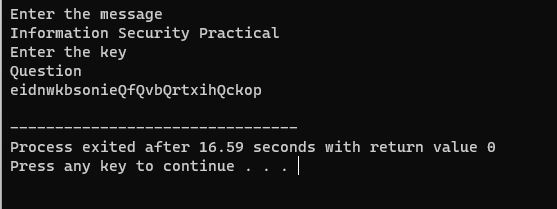 Enter the message
Information Security Practical
Enter the key
Question
eidnwkbsonieQfQvbQrtxihQckop
--------------------------------
Process exited after 16.59 seconds with return value 0
Press any key to continue . . .